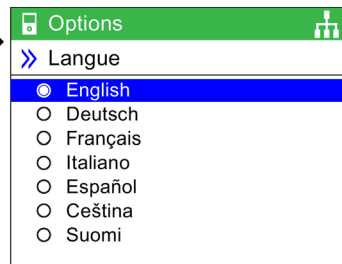 Options
Langue
English
Deutsch
Français
Italiano
Español
Ceština
Suomi